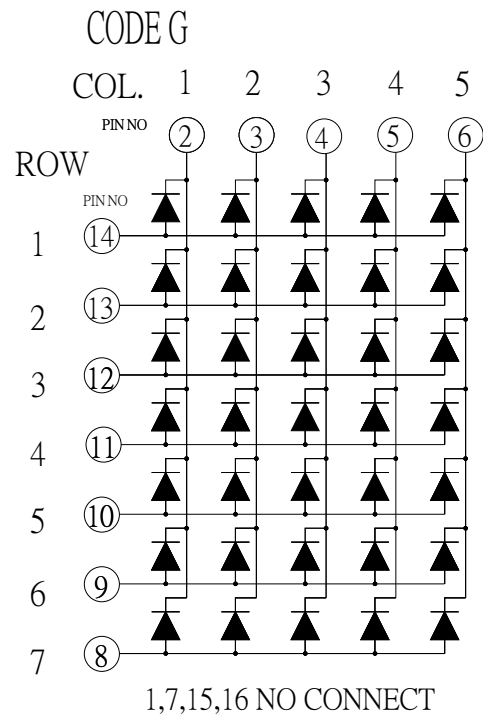 CODE G
COL. 1 2 3 4 5
PIN NO 2 3 4 5 6
ROW
PIN NO
1 14
2 13
3 12
4 11
5 10
6 9
7 8
1,7,15,16 NO CONNECT